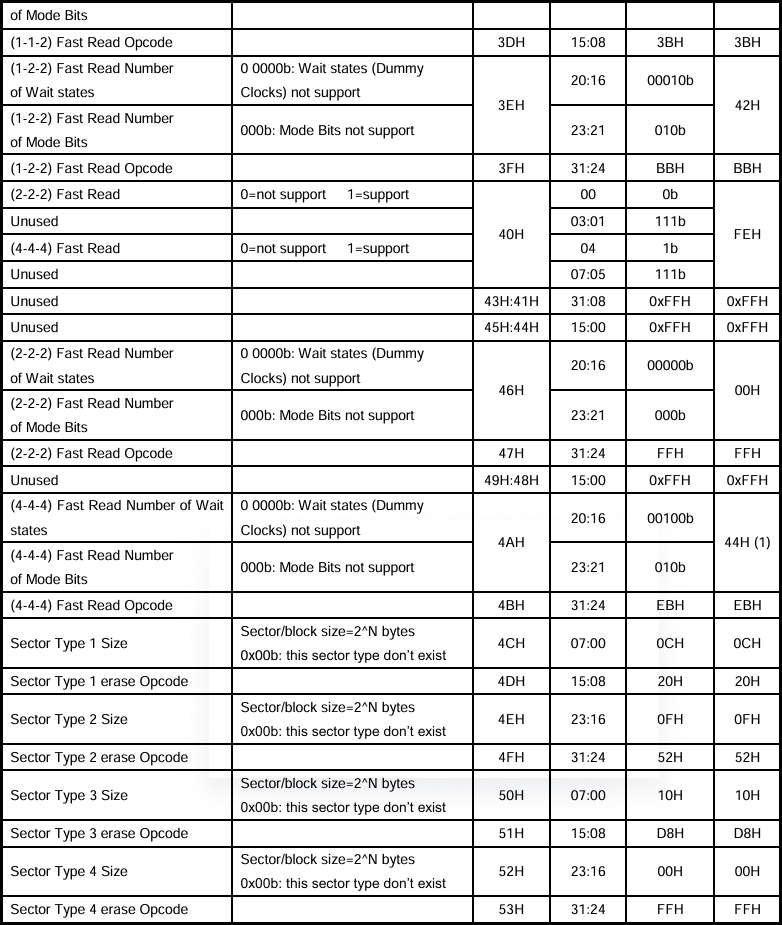 of Mode Bits
(1-1-2) Fast Read Opcode 3DH 15:08 3BH 3BH
(1-2-2) Fast Read Number
of Wait states
0 0000b: Wait states (Dummy
Clocks) not support
3EH 20:16 00010b 42H
(1-2-2) Fast Read Number
of Mode Bits
000b: Mode Bits not support 23:21 010b
(1-2-2) Fast Read Opcode 3FH 31:24 BBH BBH
(2-2-2) Fast Read 0=not support 1=support 40H 00 0b FEH
Unused 03:01 111b
(4-4-4) Fast Read 0=not support 1=support 04 1b
Unused 07:05 111b
Unused 43H:41H 31:08 0xFFH 0xFFH
Unused 45H:44H 15:00 0xFFH 0xFFH
(2-2-2) Fast Read Number
of Wait states
0 0000b: Wait states (Dummy
Clocks) not support
46H 20:16 00000b 00H
(2-2-2) Fast Read Number
of Mode Bits
000b: Mode Bits not support 23:21 000b
(2-2-2) Fast Read Opcode 47H 31:24 FFH FFH
Unused 49H:48H 15:00 0xFFH 0xFFH
(4-4-4) Fast Read Number of Wait
states
0 0000b: Wait states (Dummy
Clocks) not support
4AH 20:16 00100b 44H (1)
(4-4-4) Fast Read Number
of Mode Bits
000b: Mode Bits not support 23:21 010b
(4-4-4) Fast Read Opcode 4BH 31:24 EBH EBH
Sector Type 1 Size
Sector/block size=2^N bytes
0x00b: this sector type don't exist
4CH 07:00 0CH 0CH
Sector Type 1 erase Opcode 4DH 15:08 20H 20H
Sector Type 2 Size
Sector/block size=2^N bytes
0x00b: this sector type don't exist
4EH 23:16 0FH 0FH
Sector Type 2 erase Opcode 4FH 31:24 52H 52H
Sector Type 3 Size
Sector/block size=2^N bytes
0x00b: this sector type don't exist
50H 07:00 10H 10H
Sector Type 3 erase Opcode 51H 15:08 D8H D8H
Sector Type 4 Size
Sector/block size=2^N bytes
0x00b: this sector type don't exist
52H 23:16 00H 00H
Sector Type 4 erase Opcode 53H 31:24 FFH FFH